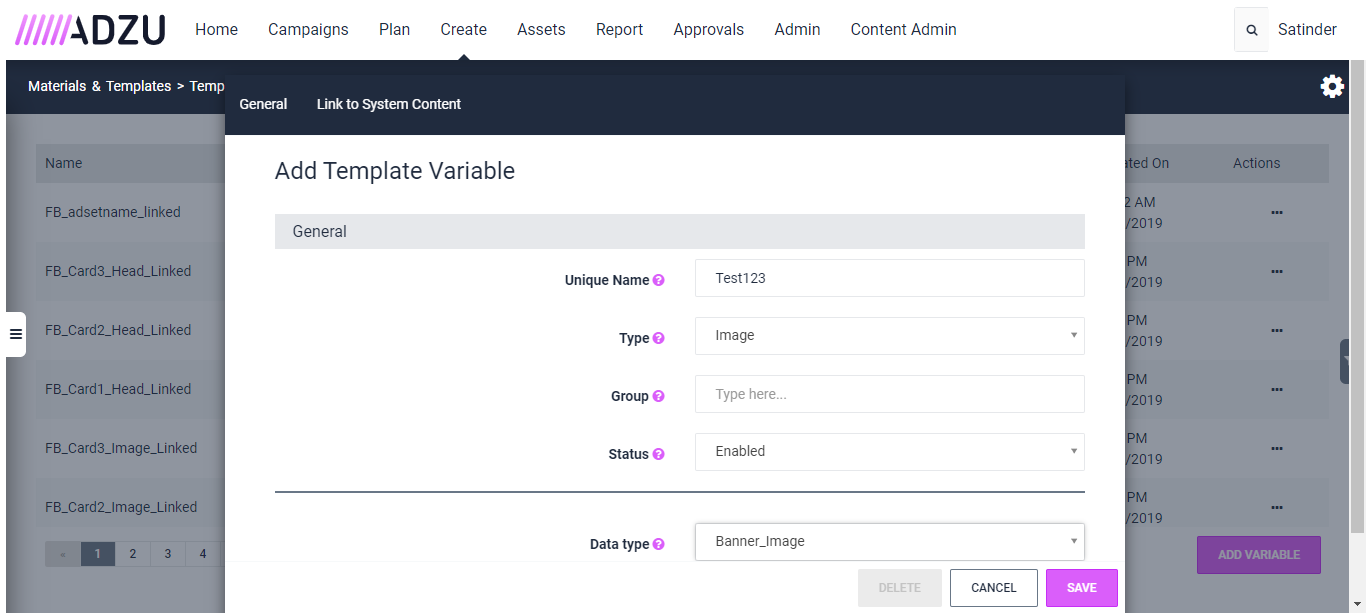 ADZU
Home Campaigns Plan Create Assets Report Approvals Admin Content Admin Satinder
Materials & Templates > Temp
General Link to System Content
Add Template Variable
General
Unique Name ? Test123
Type ? Image
Group ? Type here...
Status ? Enabled
Data type ? Banner_Image
DELETE CANCEL SAVE
Name ated On Actions
FB_adsetname_linked 2 AM ...
/2019
FB_Card3_Head_Linked PM ...
/2019
FB_Card2_Head_Linked PM ...
/2019
FB_Card1_Head_Linked PM ...
/2019
FB_Card3_Image_Linked PM ...
/2019
FB_Card2_Image_Linked PM ...
/2019
« 1 2 3 4
ADD VARIABLE